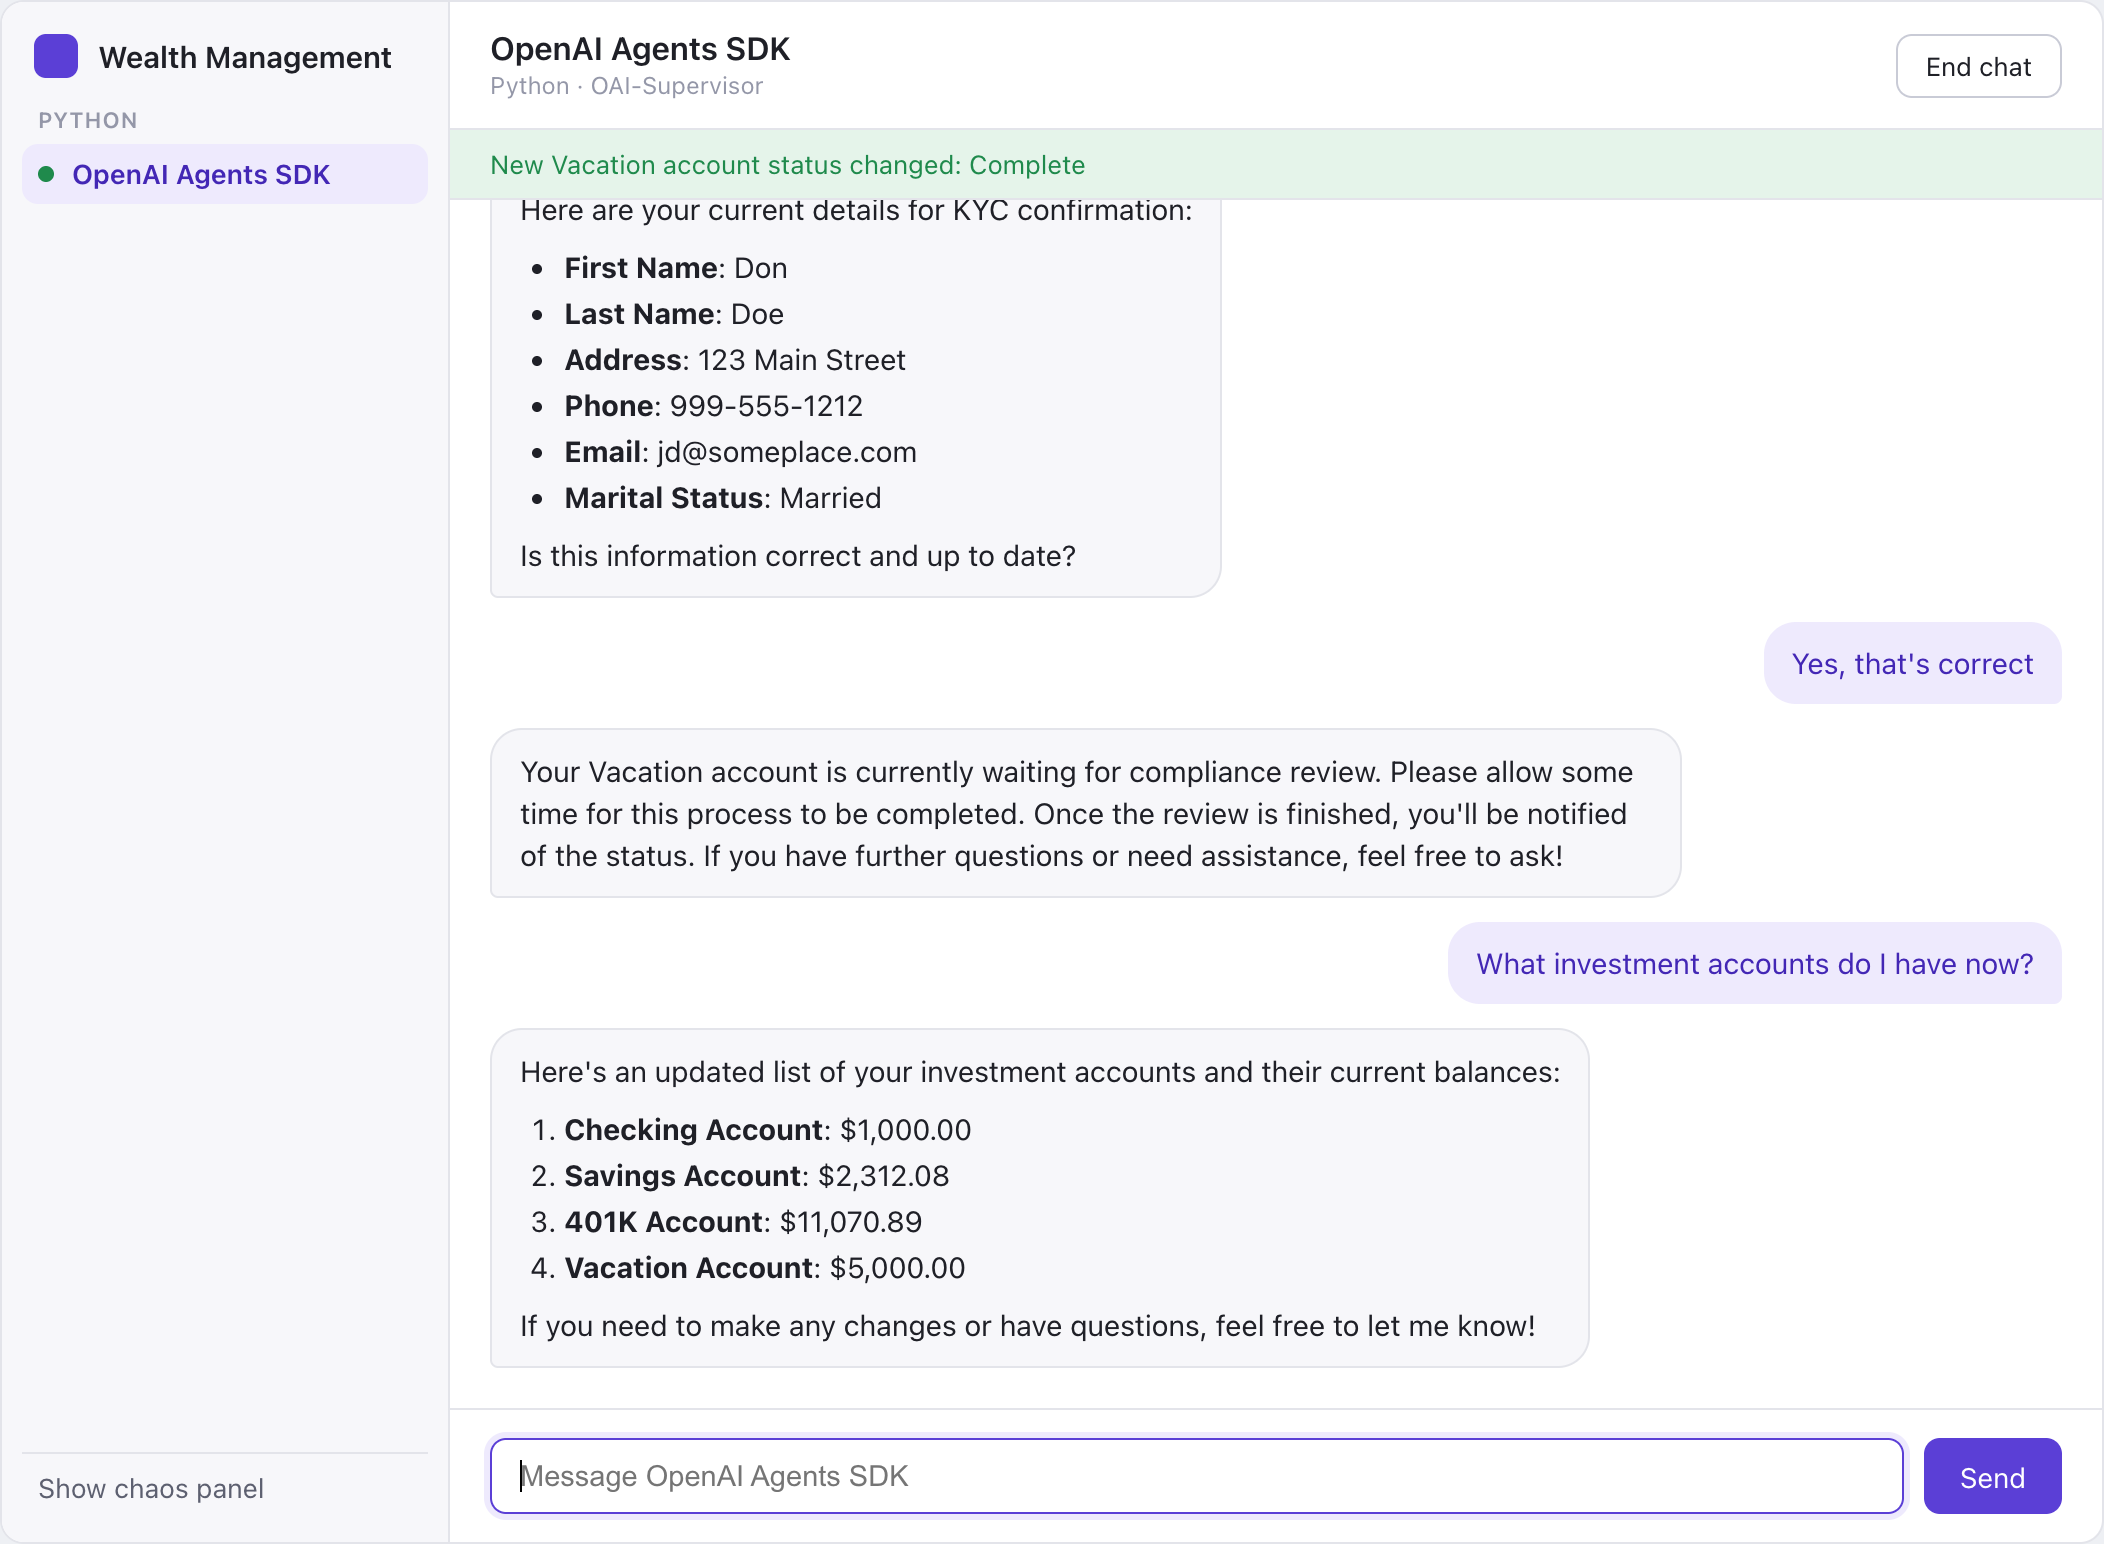 Wealth Management
PYTHON
OpenAI Agents SDK
Show chaos panel
OpenAI Agents SDK
Python · OAI-Supervisor
End chat
New Vacation account status changed: Complete
Here are your current details for KYC confirmation:
• First Name: Don
• Last Name: Doe
• Address: 123 Main Street
• Phone: 999-555-1212
• Email: jd@someplace.com
• Marital Status: Married
Is this information correct and up to date?
Yes, that's correct
Your Vacation account is currently waiting for compliance review. Please allow some
time for this process to be completed. Once the review is finished, you'll be notified
of the status. If you have further questions or need assistance, feel free to ask!
What investment accounts do I have now?
Here's an updated list of your investment accounts and their current balances:
1. Checking Account: $1,000.00
2. Savings Account: $2,312.08
3. 401K Account: $11,070.89
4. Vacation Account: $5,000.00
If you need to make any changes or have questions, feel free to let me know!
Message OpenAI Agents SDK
Send